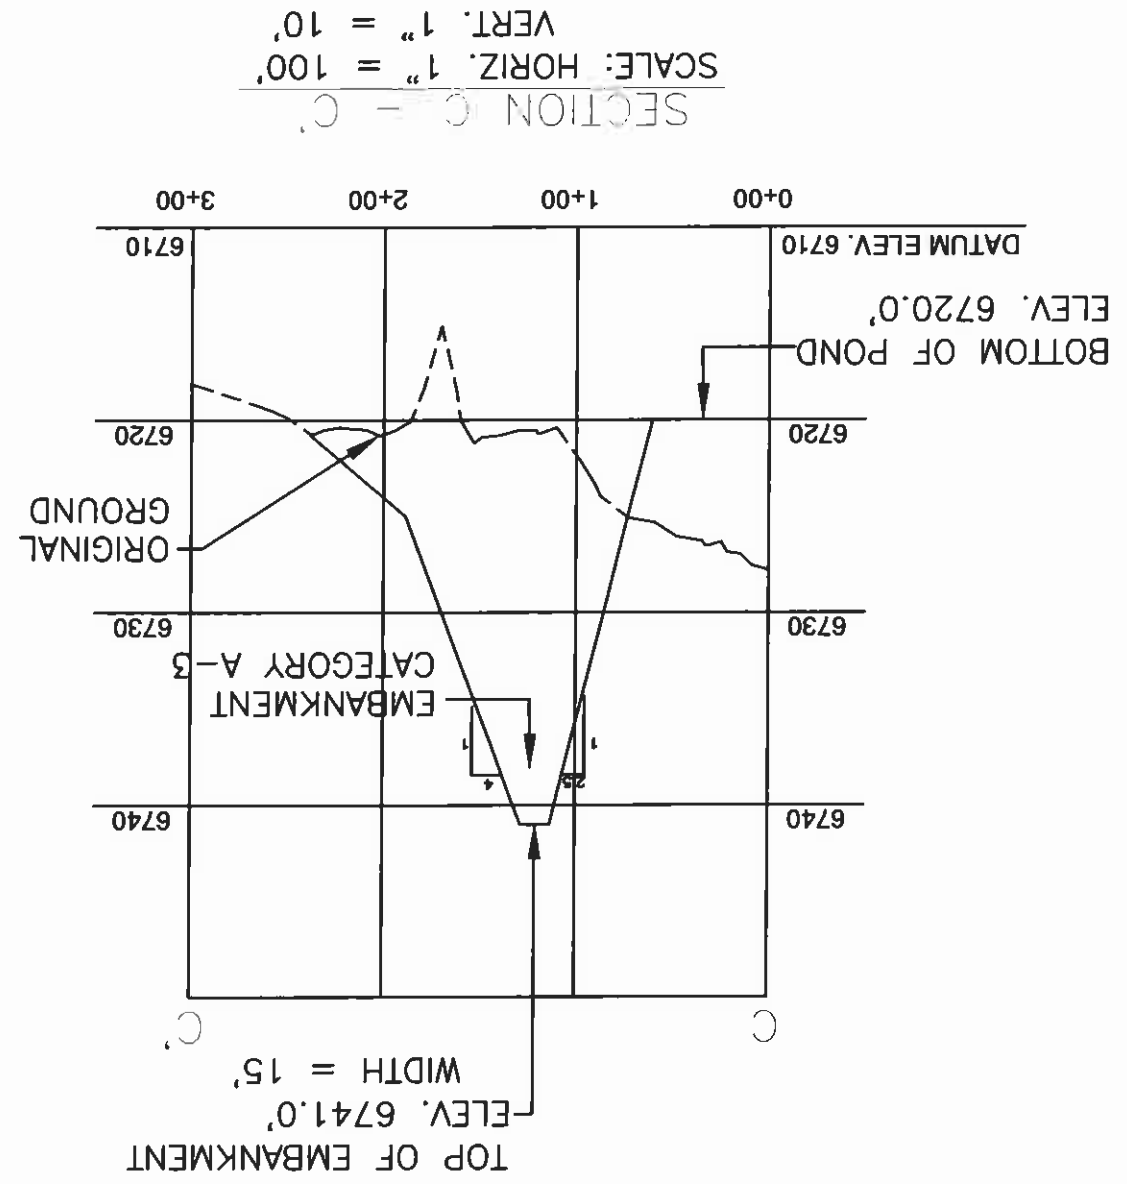 TOP OF EMBANKMENT
ELEV. 6741.0'
WIDTH = 15'
C
C'
6740
6740
2.5
1
4
1
EMBANKMENT
CATEGORY A-3
6730
6730
ORIGINAL
GROUND
6720
6720
BOTTOM OF POND
ELEV. 6720.0'
DATUM ELEV. 6710
6710
0+00
1+00
2+00
3+00
SECTION C - C'
SCALE: HORIZ. 1" = 100'
VERT. 1" = 10'